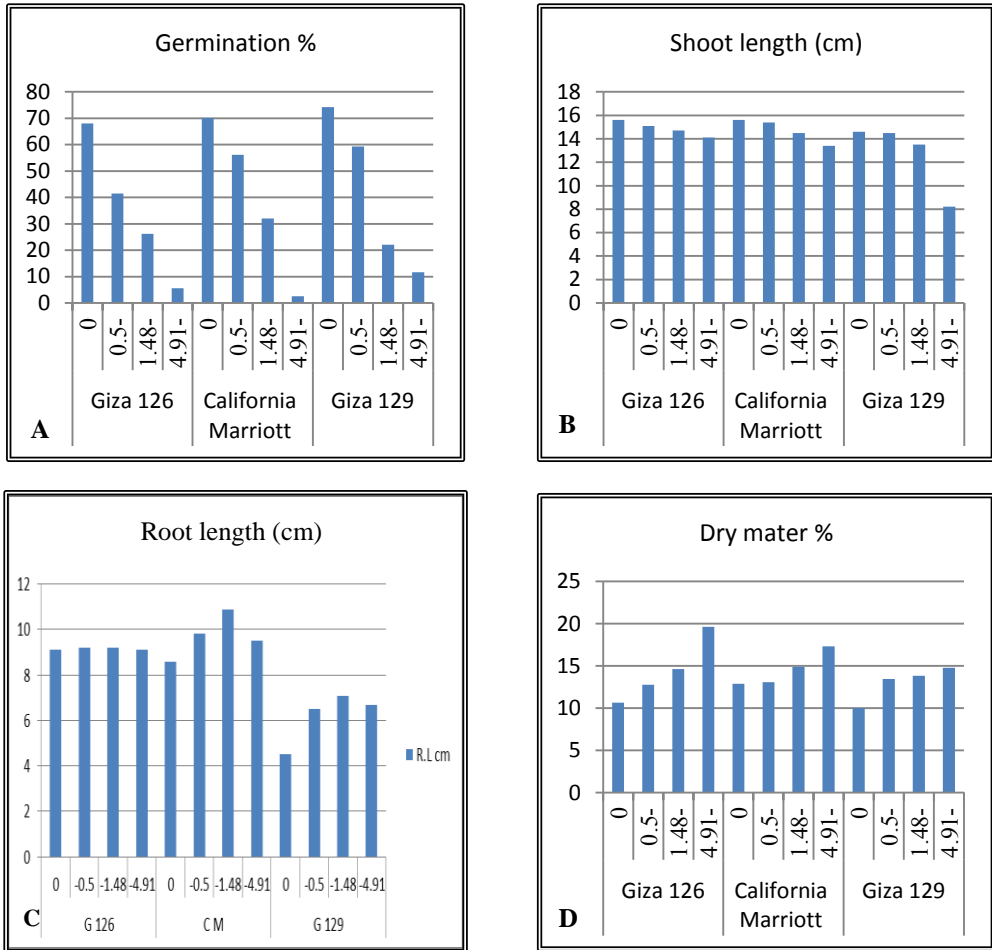 Germination %
80
70
60
50
40
30
20
10
0
0 0.5- 1.48- 4.91- 0 0.5- 1.48- 4.91- 0 0.5- 1.48- 4.91-
Giza 126 California Marriott Giza 129
A
Shoot length (cm)
18
16
14
12
10
8
6
4
2
0
0 0.5- 1.48- 4.91- 0 0.5- 1.48- 4.91- 0 0.5- 1.48- 4.91-
Giza 126 California Marriott Giza 129
B
Root length (cm)
12
10
8
6
4
2
0
R.L cm
0 -0.5 -1.48 -4.91 0 -0.5 -1.48 -4.91 0 -0.5 -1.48 -4.91
G 126 C M G 129
C
Dry mater %
25
20
15
10
5
0
0 0.5- 1.48- 4.91- 0 0.5- 1.48- 4.91- 0 0.5- 1.48- 4.91-
Giza 126 California Marriott Giza 129
D